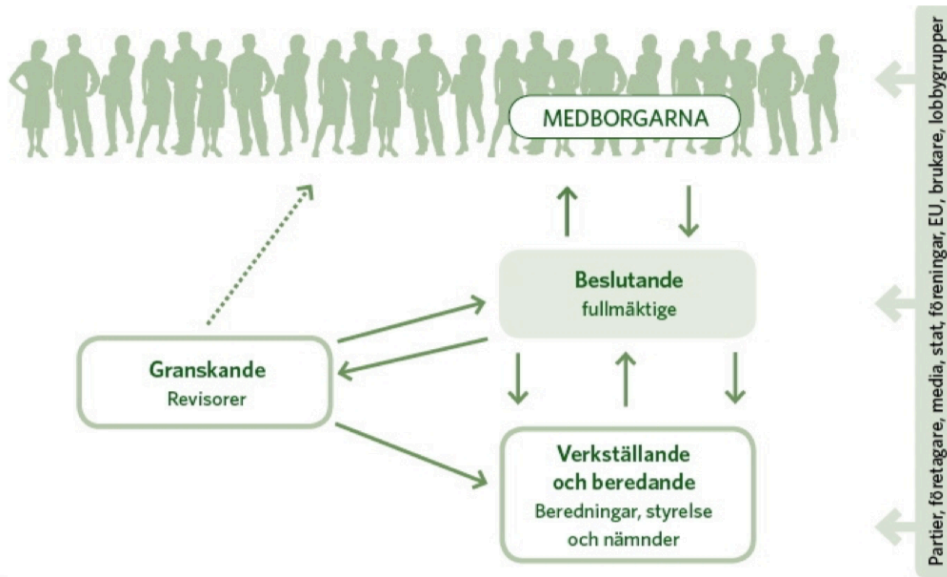 MEDBORGARNA
Beslutande
fullmäktige
Granskande
Revisorer
Verkställande
och beredande
Beredningar, styrelse
och nämnder
Partier, företagare, media, stat, föreningar, EU, brukare, lobbygrupper